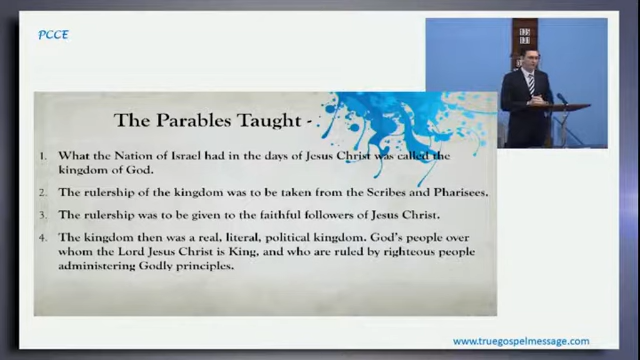 PCCE
The Parables Taught -
1. What the Nation of Israel had in the days of Jesus Christ was called the
kingdom of God.
2. The rulership of the kingdom was to be taken from the Scribes and Pharisees.
3. The rulership was to be given to the faithful followers of Jesus Christ.
4. The kingdom then was a real, literal, political kingdom. God's people over
whom the Lord Jesus Christ is King, and who are ruled by righteous people
administering Godly principles.
www.truegospelmessage.com